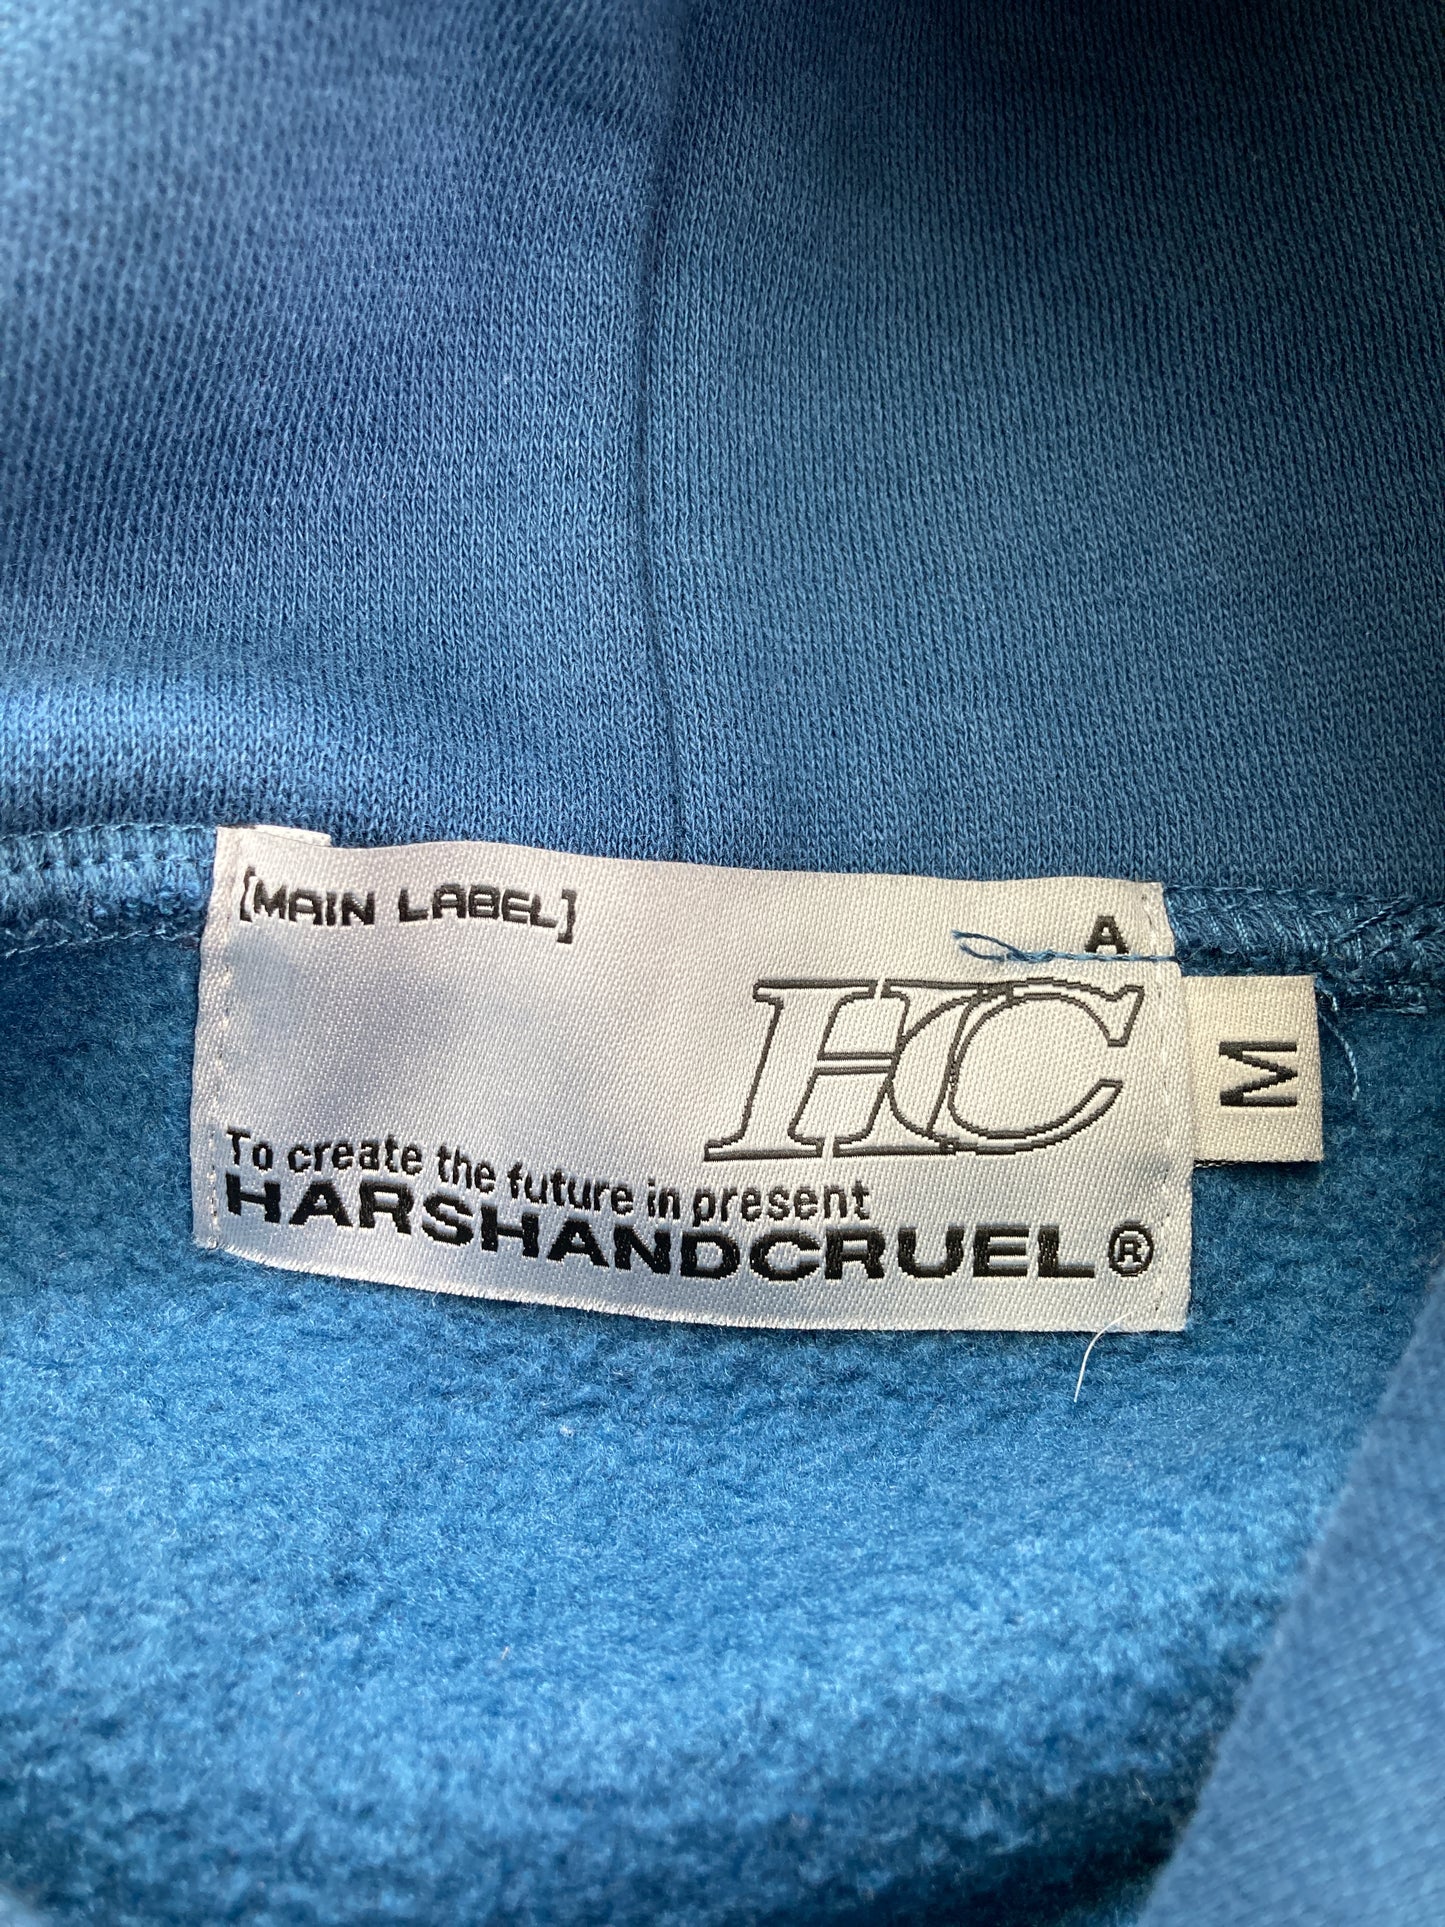 [MAIN LABEL]
A
HC
M
To create the future in present
HARSHANDCRUEL®